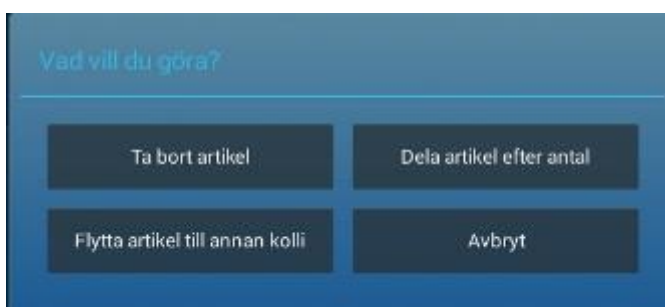 Vad vill du göra?
Ta bort artikel
Dela artikel efter antal
Flytta artikel till annan kolli
Avbryt